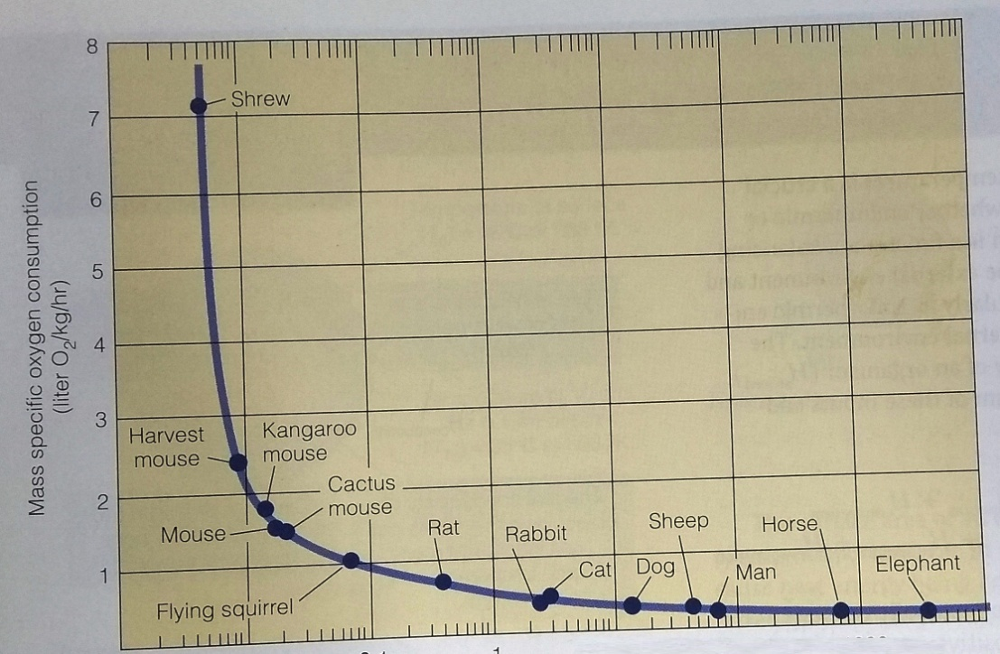 8
7
6
5
4
3
2
1
Mass specific oxygen consumption
(liter O₂/kg/hr)
Shrew
Harvest
mouse
Kangaroo
mouse
Cactus
mouse
Mouse
Flying squirrel
Rat
Rabbit
Cat
Dog
Sheep
Man
Horse
Elephant
1